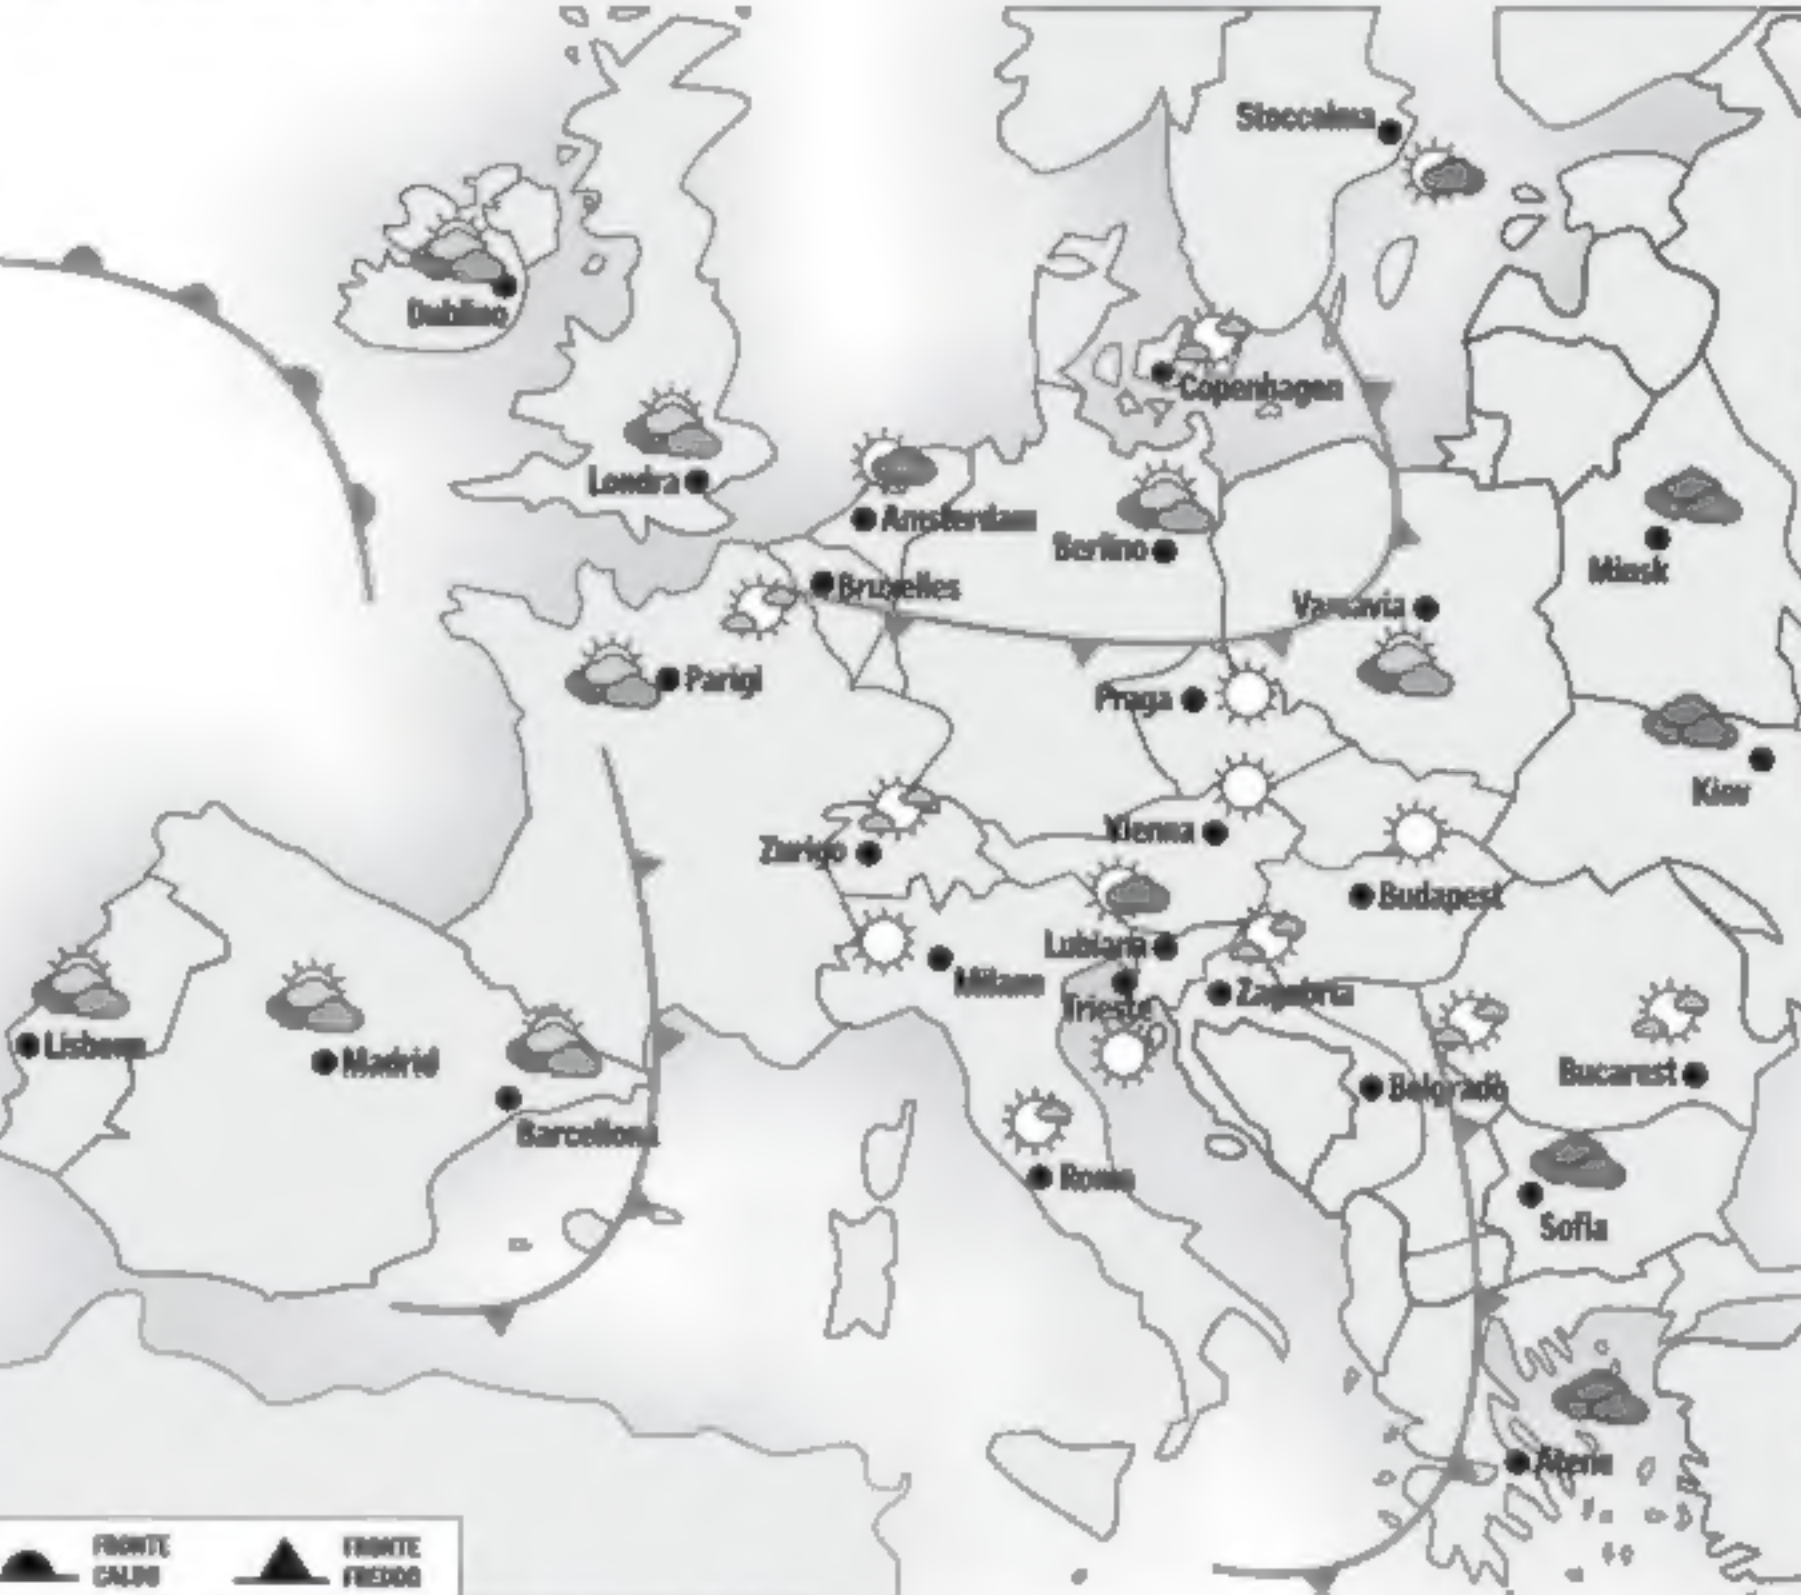 Stoccolma
Dublino
Copenhagen
Londra
Amsterdam
Berlino
Minsk
Bruxelles
Varsavia
Parigi
Praga
Kiev
Vienna
Zurigo
Budapest
Lubiana
Milano
Zagabria
Trieste
Lisbona
Madrid
Belgrado
Bucarest
Barcellona
Roma
Sofia
Atene
FRONTE
CALDO
FRONTE
FREDDO